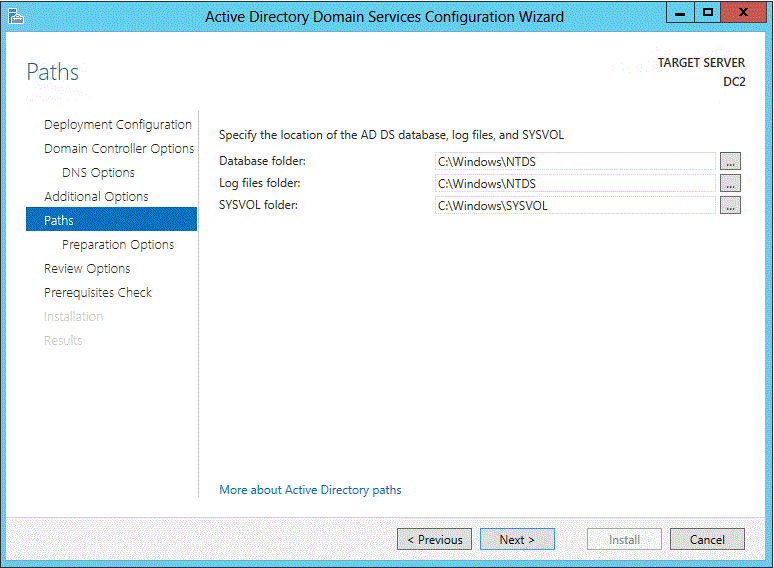 Active Directory Domain Services Configuration Wizard
Paths
TARGET SERVER
DC2
Deployment Configuration
Domain Controller Options
DNS Options
Additional Options
Paths
Preparation Options
Review Options
Prerequisites Check
Installation
Results
Specify the location of the AD DS database, log files, and SYSVOL
Database folder: C:\Windows\NTDS ...
Log files folder: C:\Windows\NTDS ...
SYSVOL folder: C:\Windows\SYSVOL ...
More about Active Directory paths
< Previous Next > Install Cancel